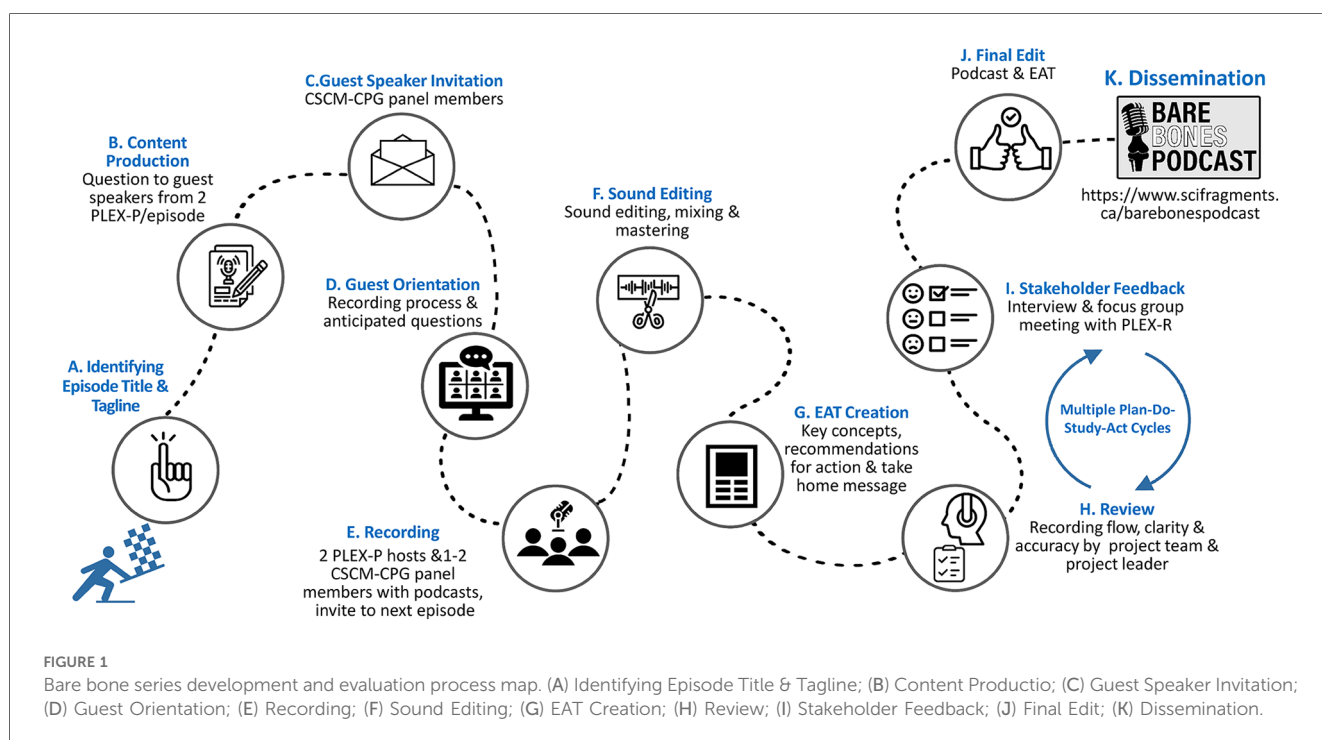 A. Identifying
Episode Title &
Tagline
B. Content
Production
Question to guest
speakers from 2
PLEX-P/episode
C.Guest Speaker Invitation
CSCM-CPG panel members
D. Guest Orientation
Recording process &
anticipated questions
E. Recording
2 PLEX-P hosts &1-2
CSCM-CPG panel
members with podcasts,
invite to next episode
F. Sound Editing
Sound editing, mixing &
mastering
G. EAT Creation
Key concepts,
recommendations
for action & take
home message
H. Review
Recording flow, clarity &
accuracy by project team &
project leader
Multiple Plan-Do-
Study-Act Cycles
I. Stakeholder Feedback
Interview & focus group
meeting with PLEX-R
J. Final Edit
Podcast & EAT
K. Dissemination
BARE
BONES
PODCAST
https://www.scifragments.
ca/barebonespodcast
FIGURE 1
Bare bone series development and evaluation process map. (A) Identifying Episode Title & Tagline; (B) Content Productio; (C) Guest Speaker Invitation;
(D) Guest Orientation; (E) Recording; (F) Sound Editing; (G) EAT Creation; (H) Review; (I) Stakeholder Feedback; (J) Final Edit; (K) Dissemination.